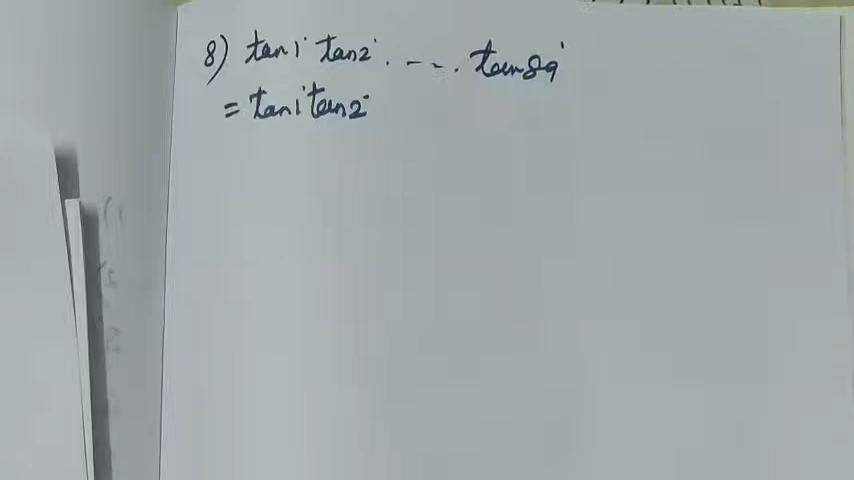 8) tan1° tan2° . --- . tan89°
= tan1° tan2°